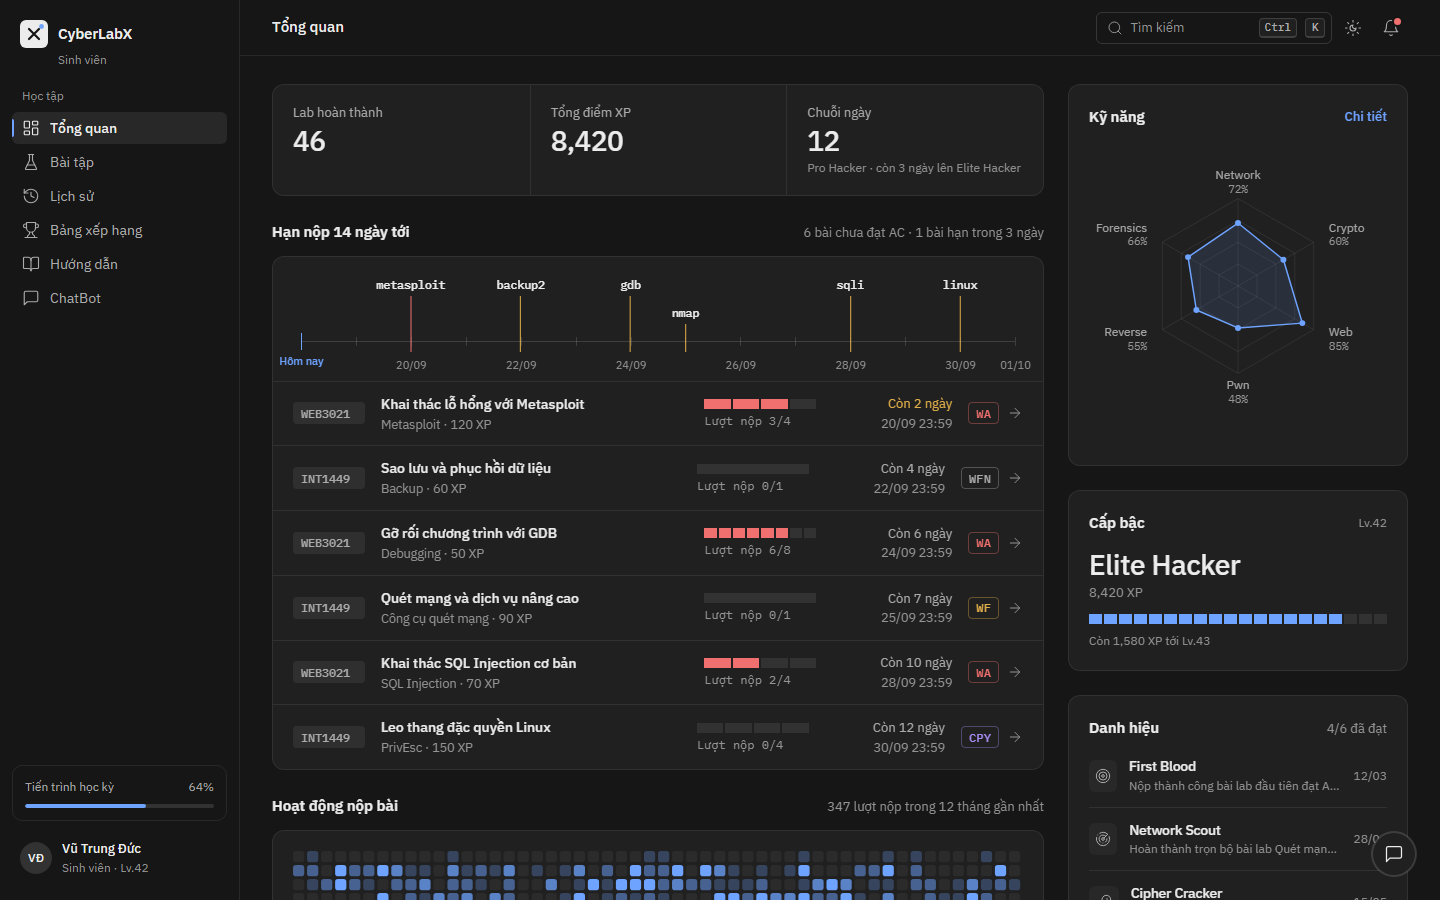 CyberLabX
Sinh viên
Học tập
Tổng quan
Bài tập
Lịch sử
Bảng xếp hạng
Hướng dẫn
ChatBot
Tiến trình học kỳ 64%
VĐ
Vũ Trung Đức
Sinh viên · Lv.42
Tổng quan
Tìm kiếm Ctrl K
Lab hoàn thành
46
Tổng điểm XP
8,420
Chuỗi ngày
12
Pro Hacker · còn 3 ngày lên Elite Hacker
Hạn nộp 14 ngày tới
6 bài chưa đạt AC · 1 bài hạn trong 3 ngày
metasploit backup2 gdb sqli linux
nmap
Hôm nay 20/09 22/09 24/09 26/09 28/09 30/09 01/10
WEB3021
Khai thác lỗ hổng với Metasploit
Metasploit · 120 XP
Lượt nộp 3/4
Còn 2 ngày
20/09 23:59
WA
INT1449
Sao lưu và phục hồi dữ liệu
Backup · 60 XP
Lượt nộp 0/1
Còn 4 ngày
22/09 23:59
WFN
WEB3021
Gỡ rối chương trình với GDB
Debugging · 50 XP
Lượt nộp 6/8
Còn 6 ngày
24/09 23:59
WA
INT1449
Quét mạng và dịch vụ nâng cao
Công cụ quét mạng · 90 XP
Lượt nộp 0/1
Còn 7 ngày
25/09 23:59
WF
WEB3021
Khai thác SQL Injection cơ bản
SQL Injection · 70 XP
Lượt nộp 2/4
Còn 10 ngày
28/09 23:59
WA
INT1449
Leo thang đặc quyền Linux
PrivEsc · 150 XP
Lượt nộp 0/4
Còn 12 ngày
30/09 23:59
CPY
Hoạt động nộp bài
347 lượt nộp trong 12 tháng gần nhất
Kỹ năng
Chi tiết
Network
72%
Forensics
66%
Crypto
60%
Reverse
55%
Web
85%
Pwn
48%
Cấp bậc
Lv.42
Elite Hacker
8,420 XP
Còn 1,580 XP tới Lv.43
Danh hiệu
4/6 đã đạt
First Blood
Nộp thành công bài lab đầu tiên đạt A...
12/03
Network Scout
Hoàn thành trọn bộ bài lab Quét mạn...
Cipher Cracker